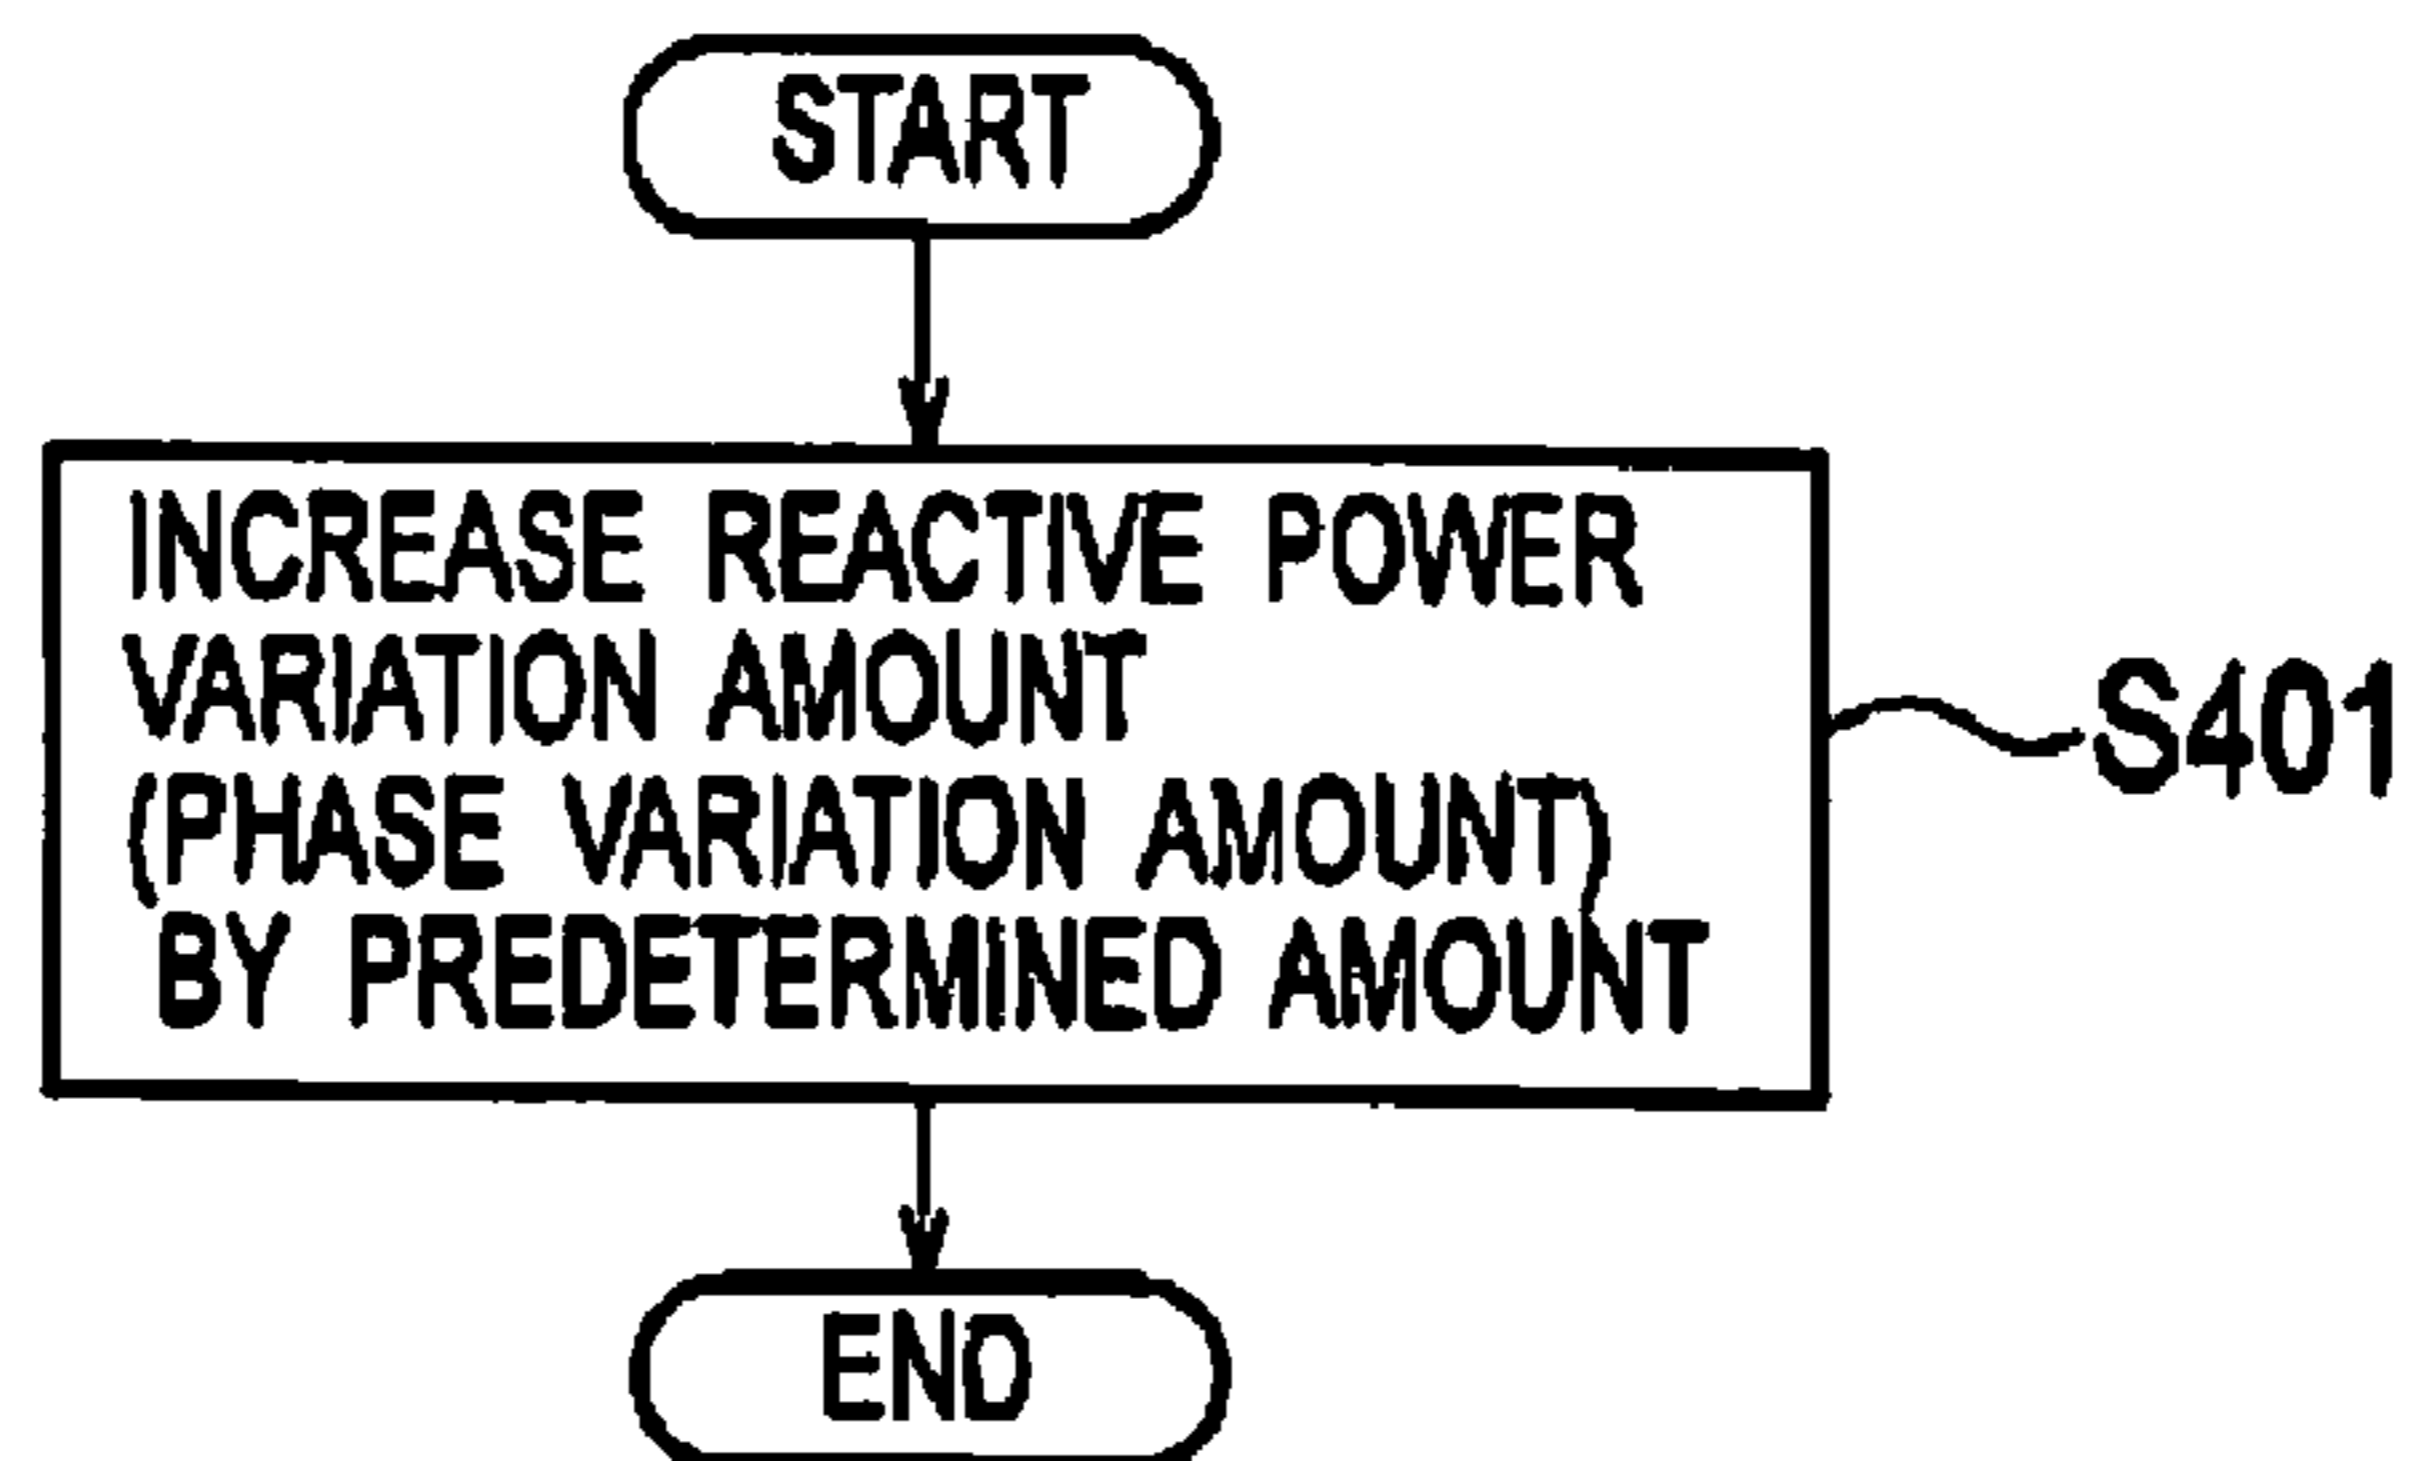 START
INCREASE REACTIVE POWER
VARIATION AMOUNT
(PHASE VARIATION AMOUNT)
BY PREDETERMINED AMOUNT
S401
END